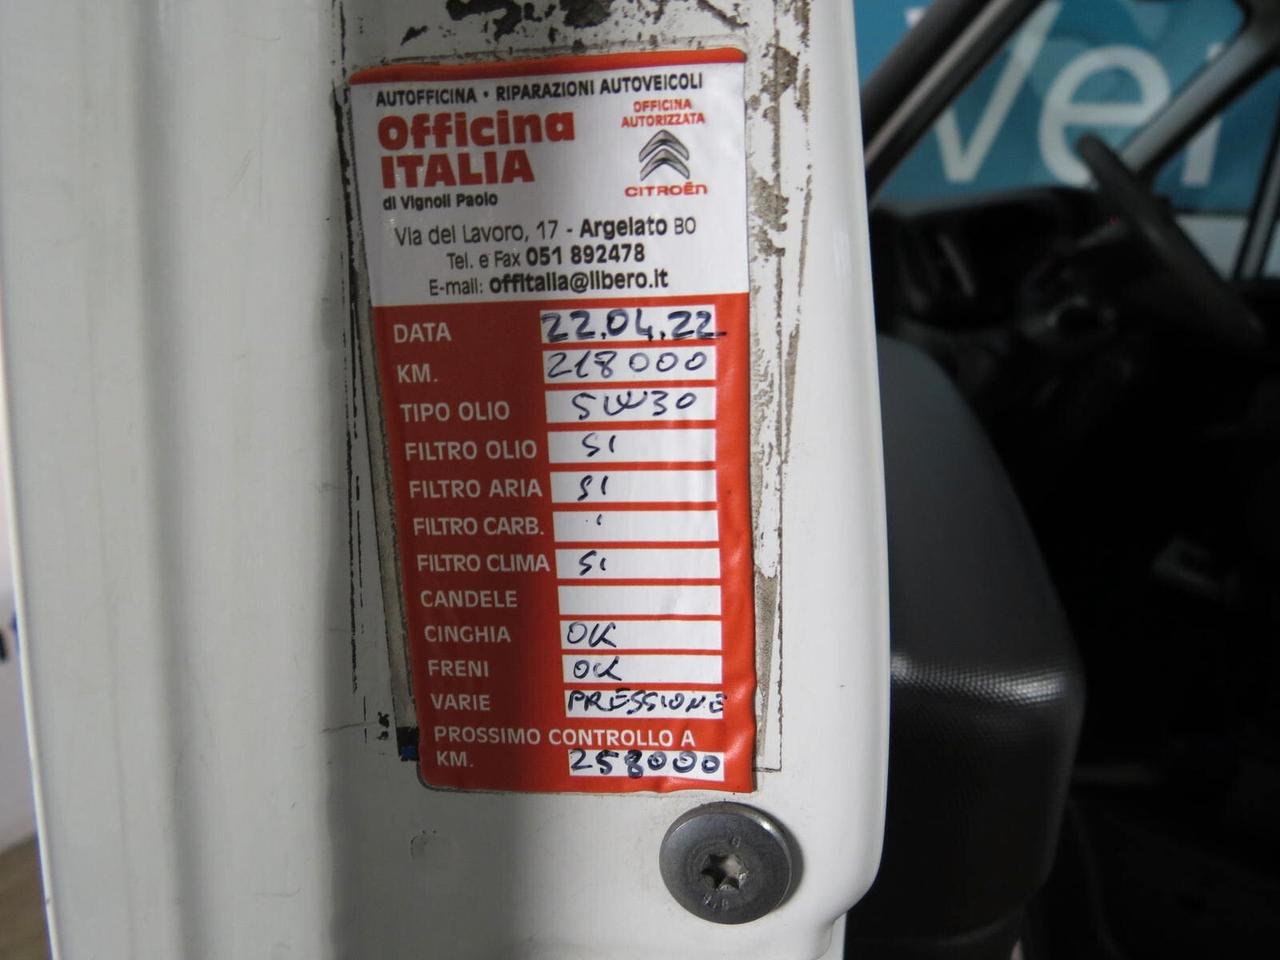 AUTOFFICINA • RIPARAZIONI AUTOVEICOLI
Officina
ITALIA
di Vignoli Paolo
OFFICINA
AUTORIZZATA
CITROËN
Via del Lavoro, 17 - Argelato BO
Tel. e Fax 051 892478
E-mail: offitalia@libero.it
DATA 22.04.22
KM. 218000
TIPO OLIO 5W30
FILTRO OLIO SI
FILTRO ARIA SI
FILTRO CARB.
FILTRO CLIMA SI
CANDELE
CINGHIA OK
FRENI OK
VARIE PRESSIONE
PROSSIMO CONTROLLO A
KM. 258000